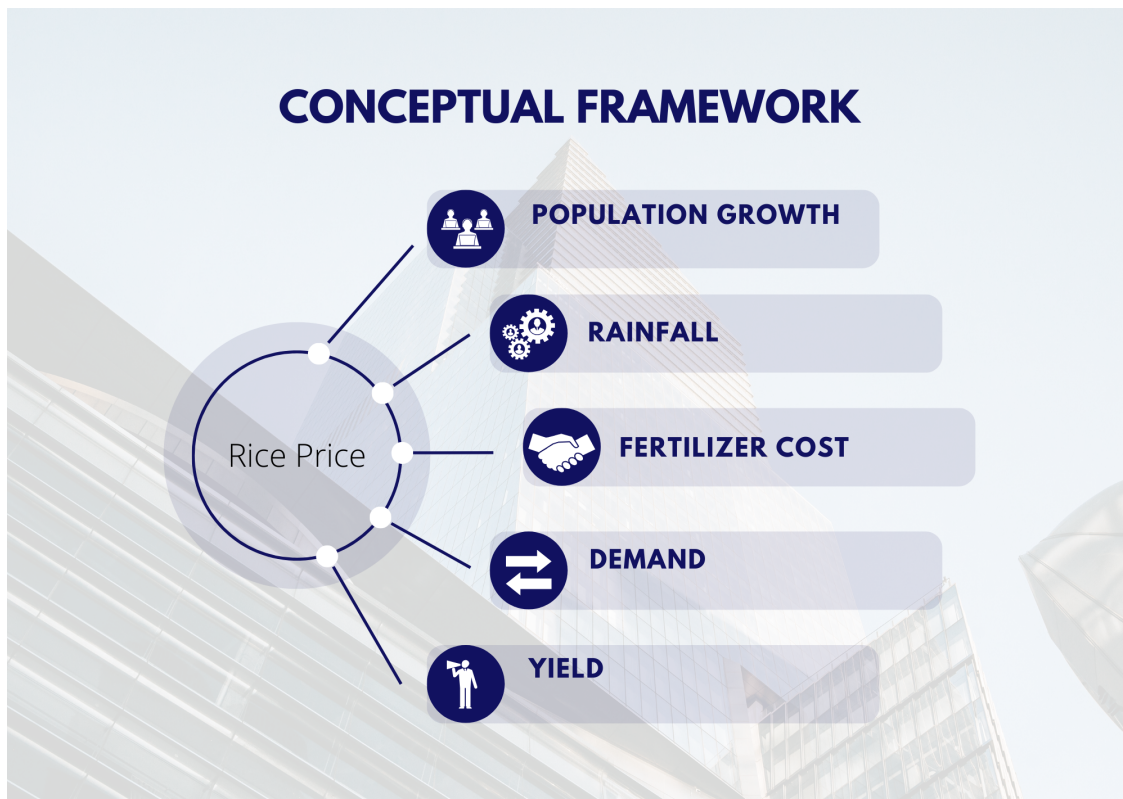 CONCEPTUAL FRAMEWORK
POPULATION GROWTH
RAINFALL
Rice Price
FERTILIZER COST
DEMAND
YIELD